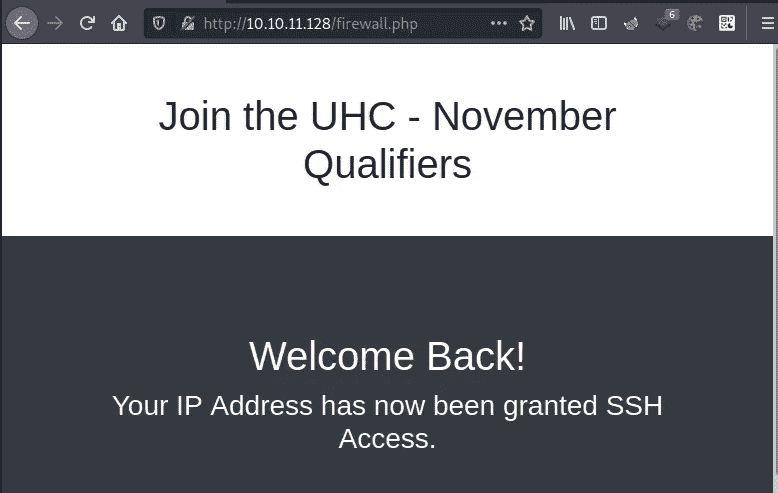 http://10.10.11.128/firewall.php
6
Join the UHC - November
Qualifiers
Welcome Back!
Your IP Address has now been granted SSH
Access.